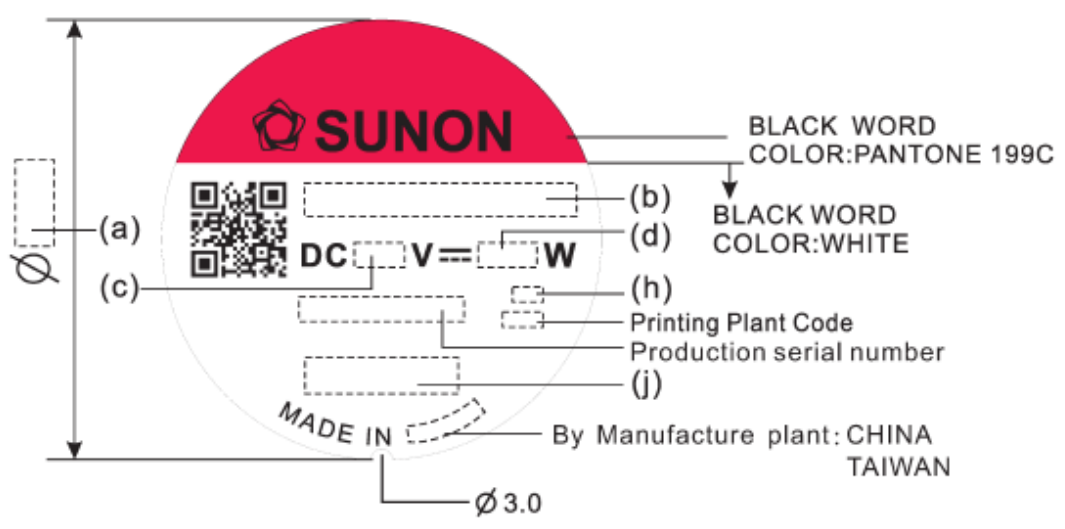 SUNON
BLACK WORD
COLOR:PANTONE 199C
(b)
BLACK WORD
COLOR:WHITE
(a)
(d)
DC V W
Ø
(c)
(h)
Printing Plant Code
Production serial number
(j)
MADE IN
By Manufacture plant: CHINA
TAIWAN
Ø3.0